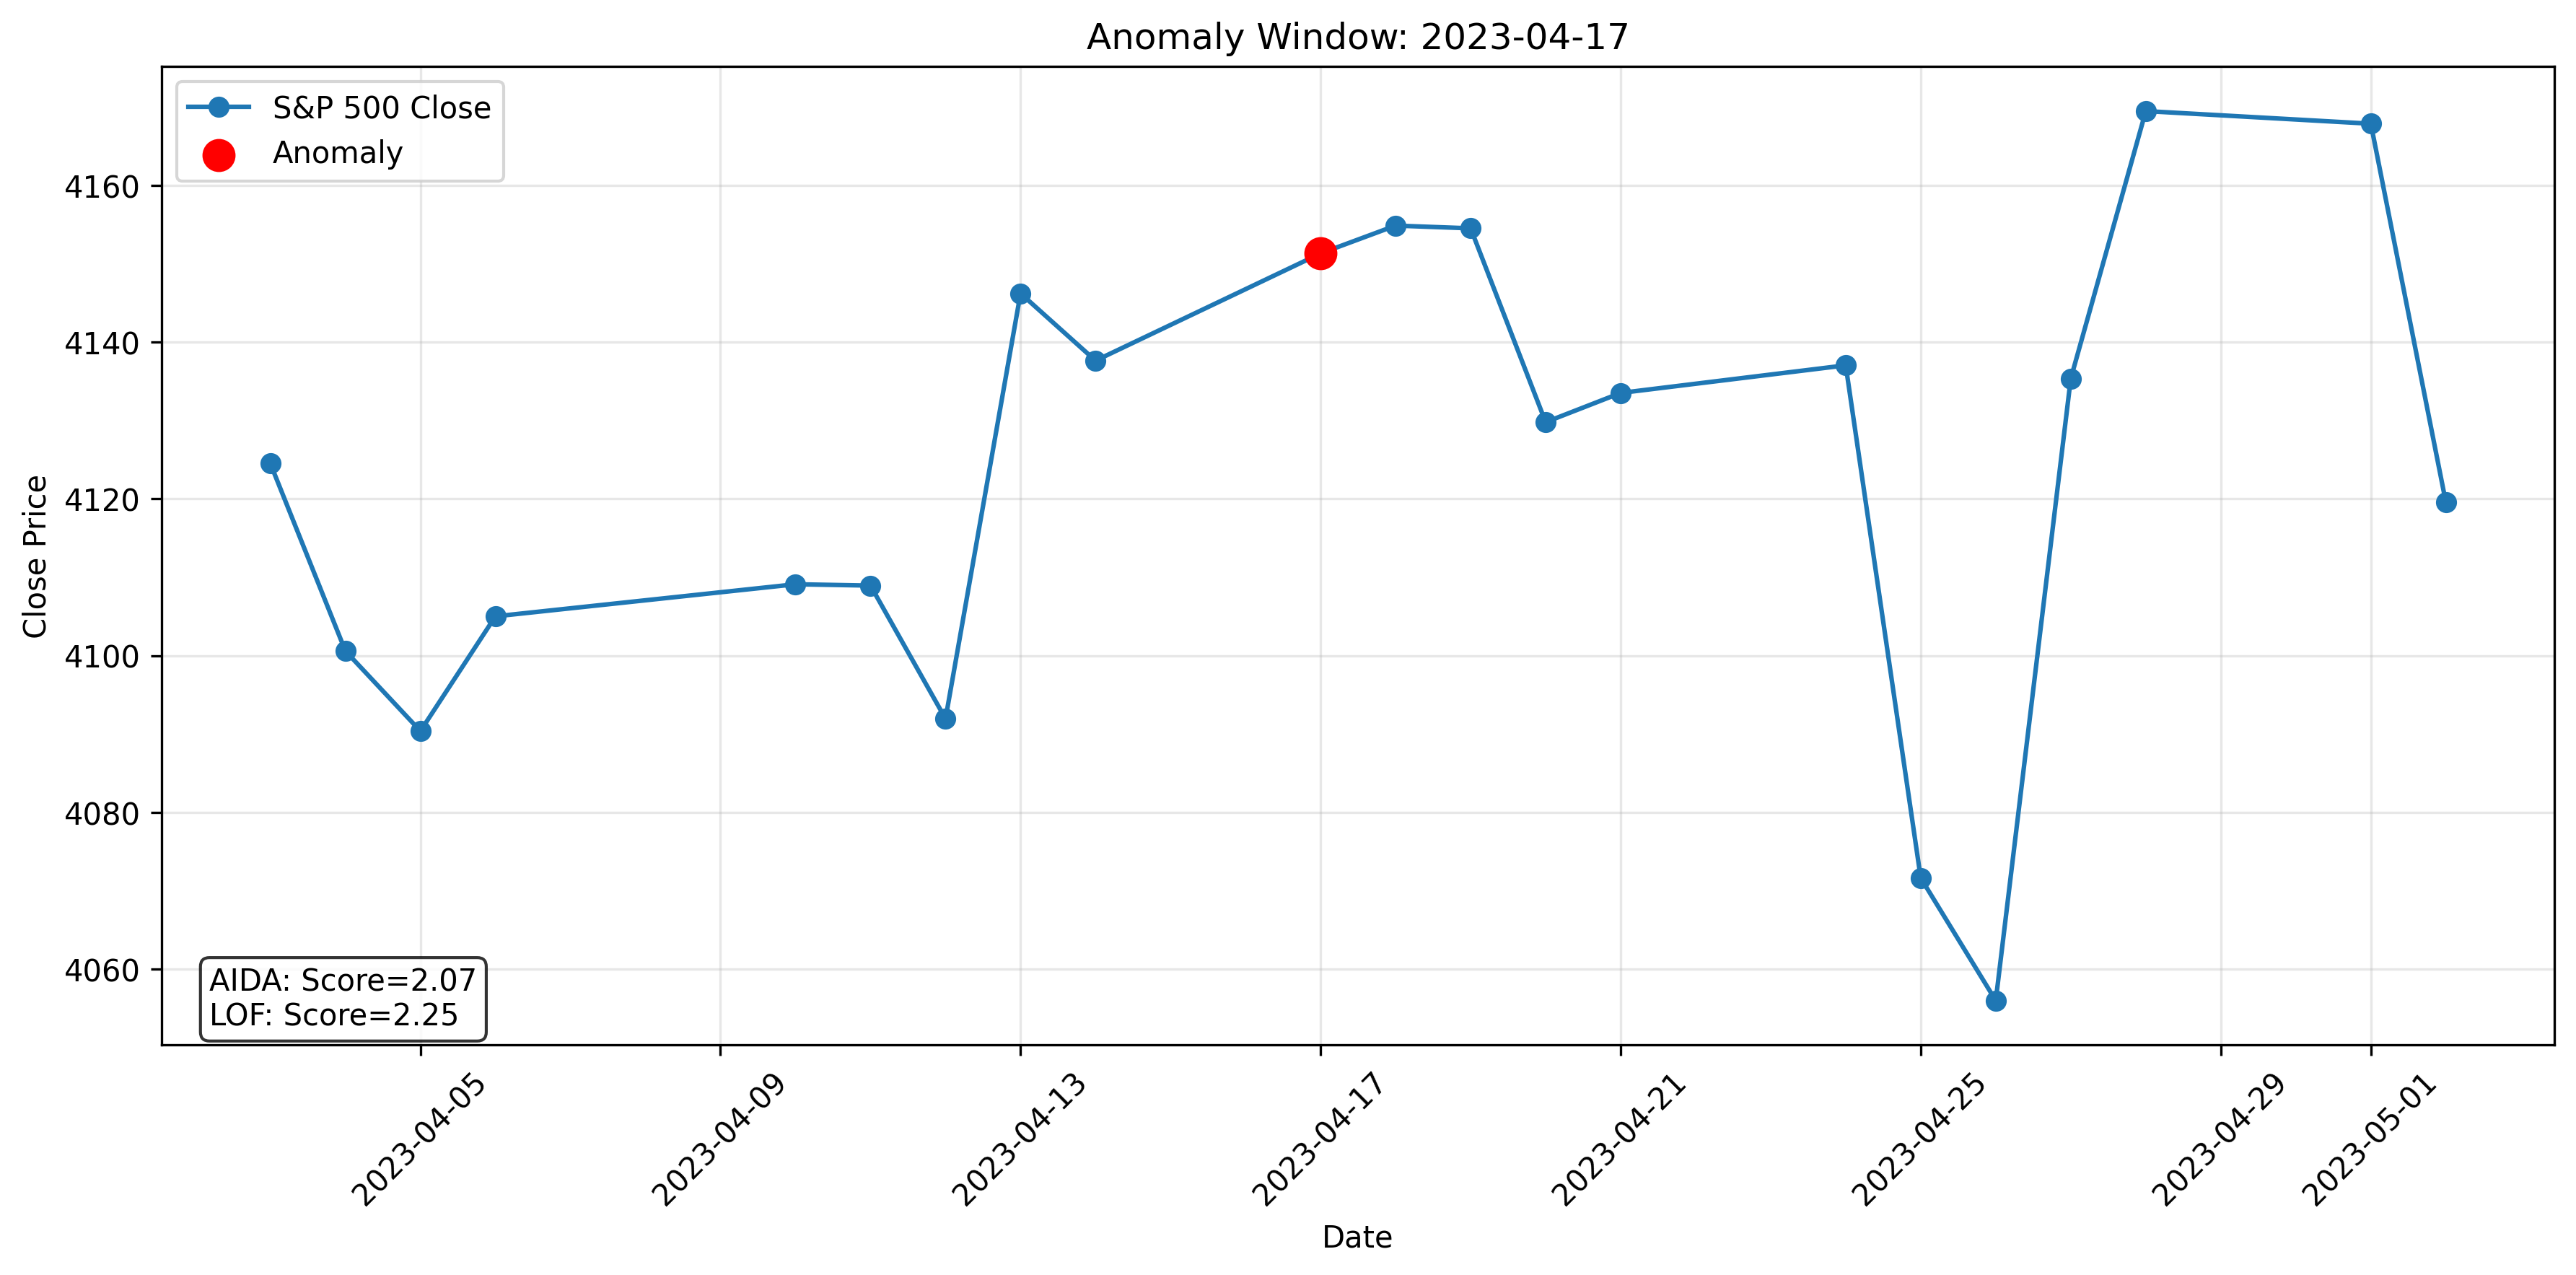 Anomaly Window: 2023-04-17
S&P 500 Close
Anomaly
Close Price
4160
4140
4120
4100
4080
4060
AIDA: Score=2.07
LOF: Score=2.25
2023-04-05
2023-04-09
2023-04-13
2023-04-17
2023-04-21
2023-04-25
2023-04-29
2023-05-01
Date